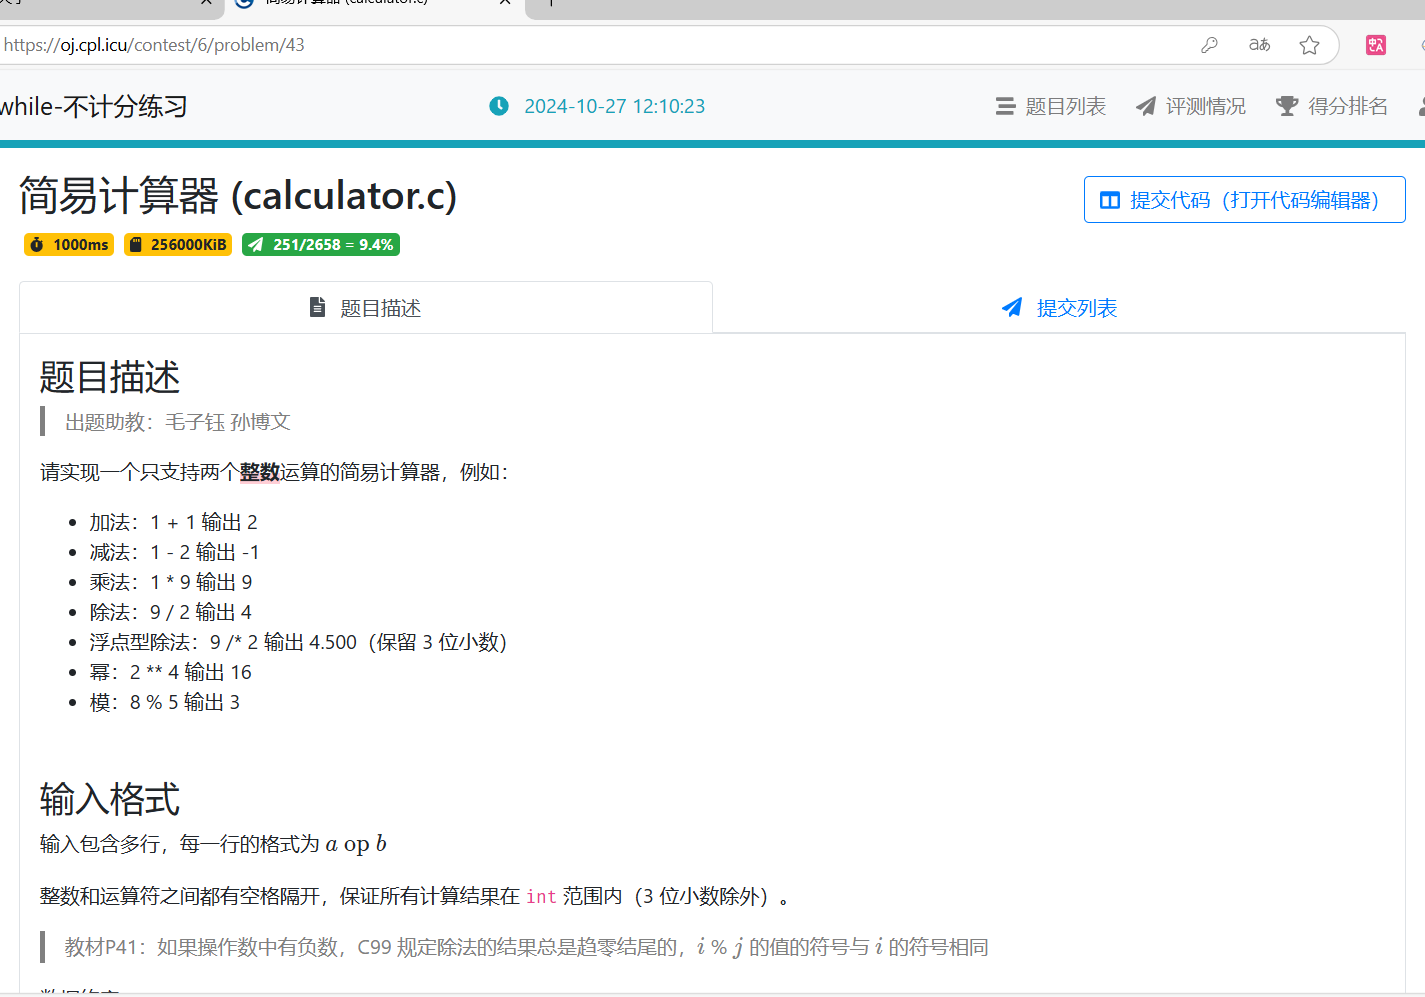 简易计算器 (calculator.c)
https://oj.cpl.icu/contest/6/problem/43
while-不计分练习
2024-10-27 12:10:23
题目列表
评测情况
得分排名
简易计算器 (calculator.c)
提交代码（打开代码编辑器）
1000ms
256000KiB
251/2658 = 9.4%
题目描述
提交列表
题目描述
出题助教：毛子钰 孙博文
请实现一个只支持两个整数运算的简易计算器，例如：
加法：1 + 1 输出 2
减法：1 - 2 输出 -1
乘法：1 * 9 输出 9
除法：9 / 2 输出 4
浮点型除法：9 /* 2 输出 4.500（保留 3 位小数）
幂：2 ** 4 输出 16
模：8 % 5 输出 3
输入格式
输入包含多行，每一行的格式为 a op b
整数和运算符之间都有空格隔开，保证所有计算结果在 int 范围内（3 位小数除外）。
教材P41：如果操作数中有负数，C99 规定除法的结果总是趋零结尾的，i % j 的值的符号与 i 的符号相同